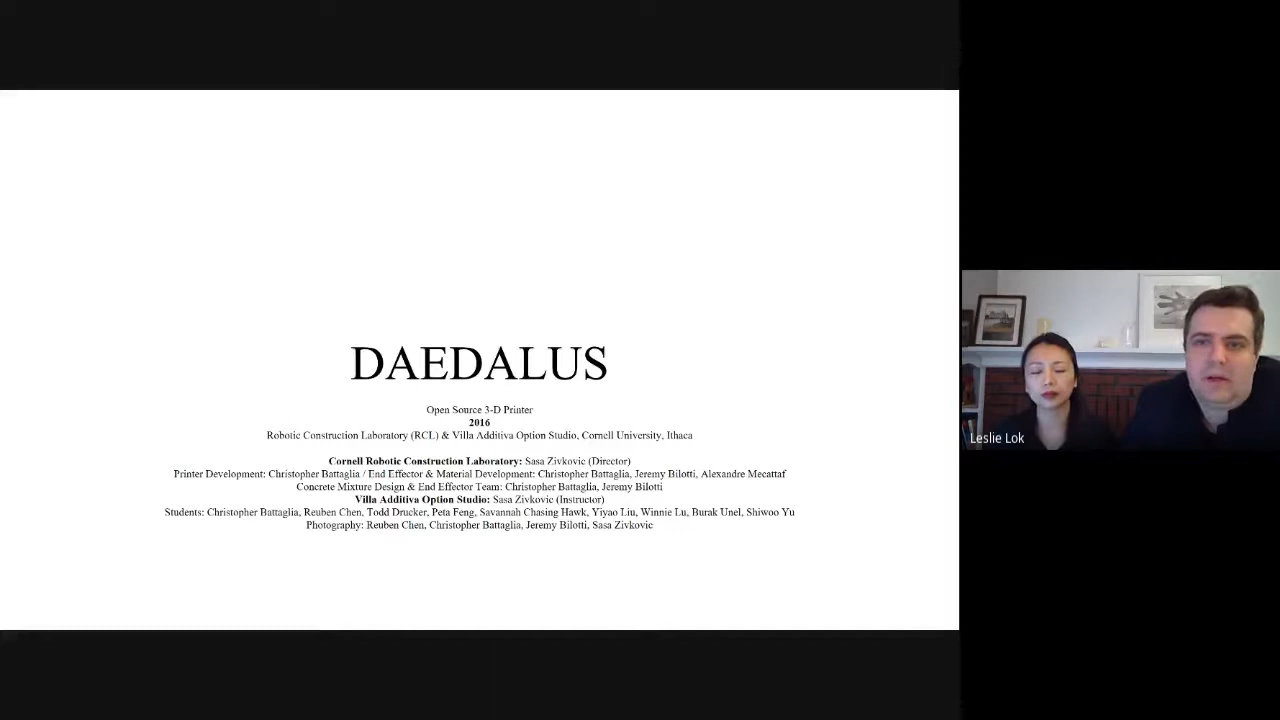 DAEDALUS
Open Source 3-D Printer
2016
Robotic Construction Laboratory (RCL) & Villa Additiva Option Studio, Cornell University, Ithaca
Cornell Robotic Construction Laboratory: Sasa Zivkovic (Director)
Printer Development: Christopher Battaglia / End Effector & Material Development: Christopher Battaglia, Jeremy Bilotti, Alexandre Mecattaf
Concrete Mixture Design & End Effector Team: Christopher Battaglia, Jeremy Bilotti
Villa Additiva Option Studio: Sasa Zivkovic (Instructor)
Students: Christopher Battaglia, Reuben Chen, Todd Drucker, Peta Feng, Savannah Chasing Hawk, Yiyao Liu, Winnie Lu, Burak Unel, Shiwoo Yu
Photography: Reuben Chen, Christopher Battaglia, Jeremy Bilotti, Sasa Zivkovic
Leslie Lok